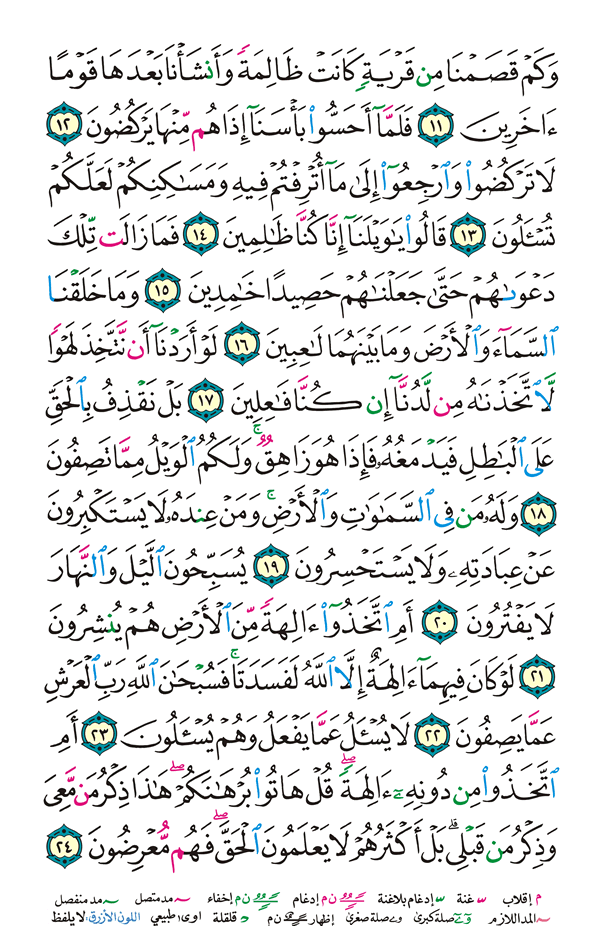 وَكَمْ قَصَمْنَا مِن قَرْيَةٍ كَانَتْ ظَالِمَةً وَأَنشَأْنَا بَعْدَهَا قَوْمًا
ءَاخَرِينَ ١١ فَلَمَّآ أَحَسُّوا۟ بَأْسَنَآ إِذَا هُم مِّنْهَا يَرْكُضُونَ ١٢
لَا تَرْكُضُوا۟ وَٱرْجِعُوٓا۟ إِلَىٰ مَآ أُتْرِفْتُمْ فِيهِ وَمَسَـٰكِنِكُمْ لَعَلَّكُمْ
تُسْـَٔلُونَ ١٣ قَالُوا۟ يَـٰوَيْلَنَآ إِنَّا كُنَّا ظَـٰلِمِينَ ١٤ فَمَا زَالَت تِّلْكَ
دَعْوَىٰهُمْ حَتَّىٰ جَعَلْنَـٰهُمْ حَصِيدًا خَـٰمِدِينَ ١٥ وَمَا خَلَقْنَا
ٱلسَّمَآءَ وَٱلْأَرْضَ وَمَا بَيْنَهُمَا لَـٰعِبِينَ ١٦ لَوْ أَرَدْنَآ أَن نَّتَّخِذَ لَهْوًا
لَّٱتَّخَذْنَـٰهُ مِن لَّدُنَّآ إِن كُنَّا فَـٰعِلِينَ ١٧ بَلْ نَقْذِفُ بِٱلْحَقِّ
عَلَى ٱلْبَـٰطِلِ فَيَدْمَغُهُۥ فَإِذَا هُوَ زَاهِقٌ ۚ وَلَكُمُ ٱلْوَيْلُ مِمَّا تَصِفُونَ
١٨ وَلَهُۥ مَن فِى ٱلسَّمَـٰوَٰتِ وَٱلْأَرْضِ ۚ وَمَنْ عِندَهُۥ لَا يَسْتَكْبِرُونَ
عَنْ عِبَادَتِهِۦ وَلَا يَسْتَحْسِرُونَ ١٩ يُسَبِّحُونَ ٱلَّيْلَ وَٱلنَّهَارَ
لَا يَفْتُرُونَ ٢٠ أَمِ ٱتَّخَذُوٓا۟ ءَالِهَةً مِّنَ ٱلْأَرْضِ هُمْ يُنشِرُونَ
٢١ لَوْ كَانَ فِيهِمَآ ءَالِهَةٌ إِلَّا ٱللَّهُ لَفَسَدَتَا ۚ فَسُبْحَـٰنَ ٱللَّهِ رَبِّ ٱلْعَرْشِ
عَمَّا يَصِفُونَ ٢٢ لَا يُسْـَٔلُ عَمَّا يَفْعَلُ وَهُمْ يُسْـَٔلُونَ ٢٣ أَمِ
ٱتَّخَذُوا۟ مِن دُونِهِۦٓ ءَالِهَةً ۖ قُلْ هَاتُوا۟ بُرْهَـٰنَكُمْ ۖ هَـٰذَا ذِكْرُ مَن مَّعِىَ
وَذِكْرُ مَن قَبْلِى ۗ بَلْ أَكْثَرُهُمْ لَا يَعْلَمُونَ ٱلْحَقَّ ۖ فَهُم مُّعْرِضُونَ ٢٤
م إقلاب غنة إدغام بلاغنة ن م إدغام ن م إخفاء مد متصل مد منفصل
المد اللازم صلة كبرى و ے صلة صغرى إظهار ن م قلقلة اوى: طبيعي اللون الأزرق: لا يلفظ